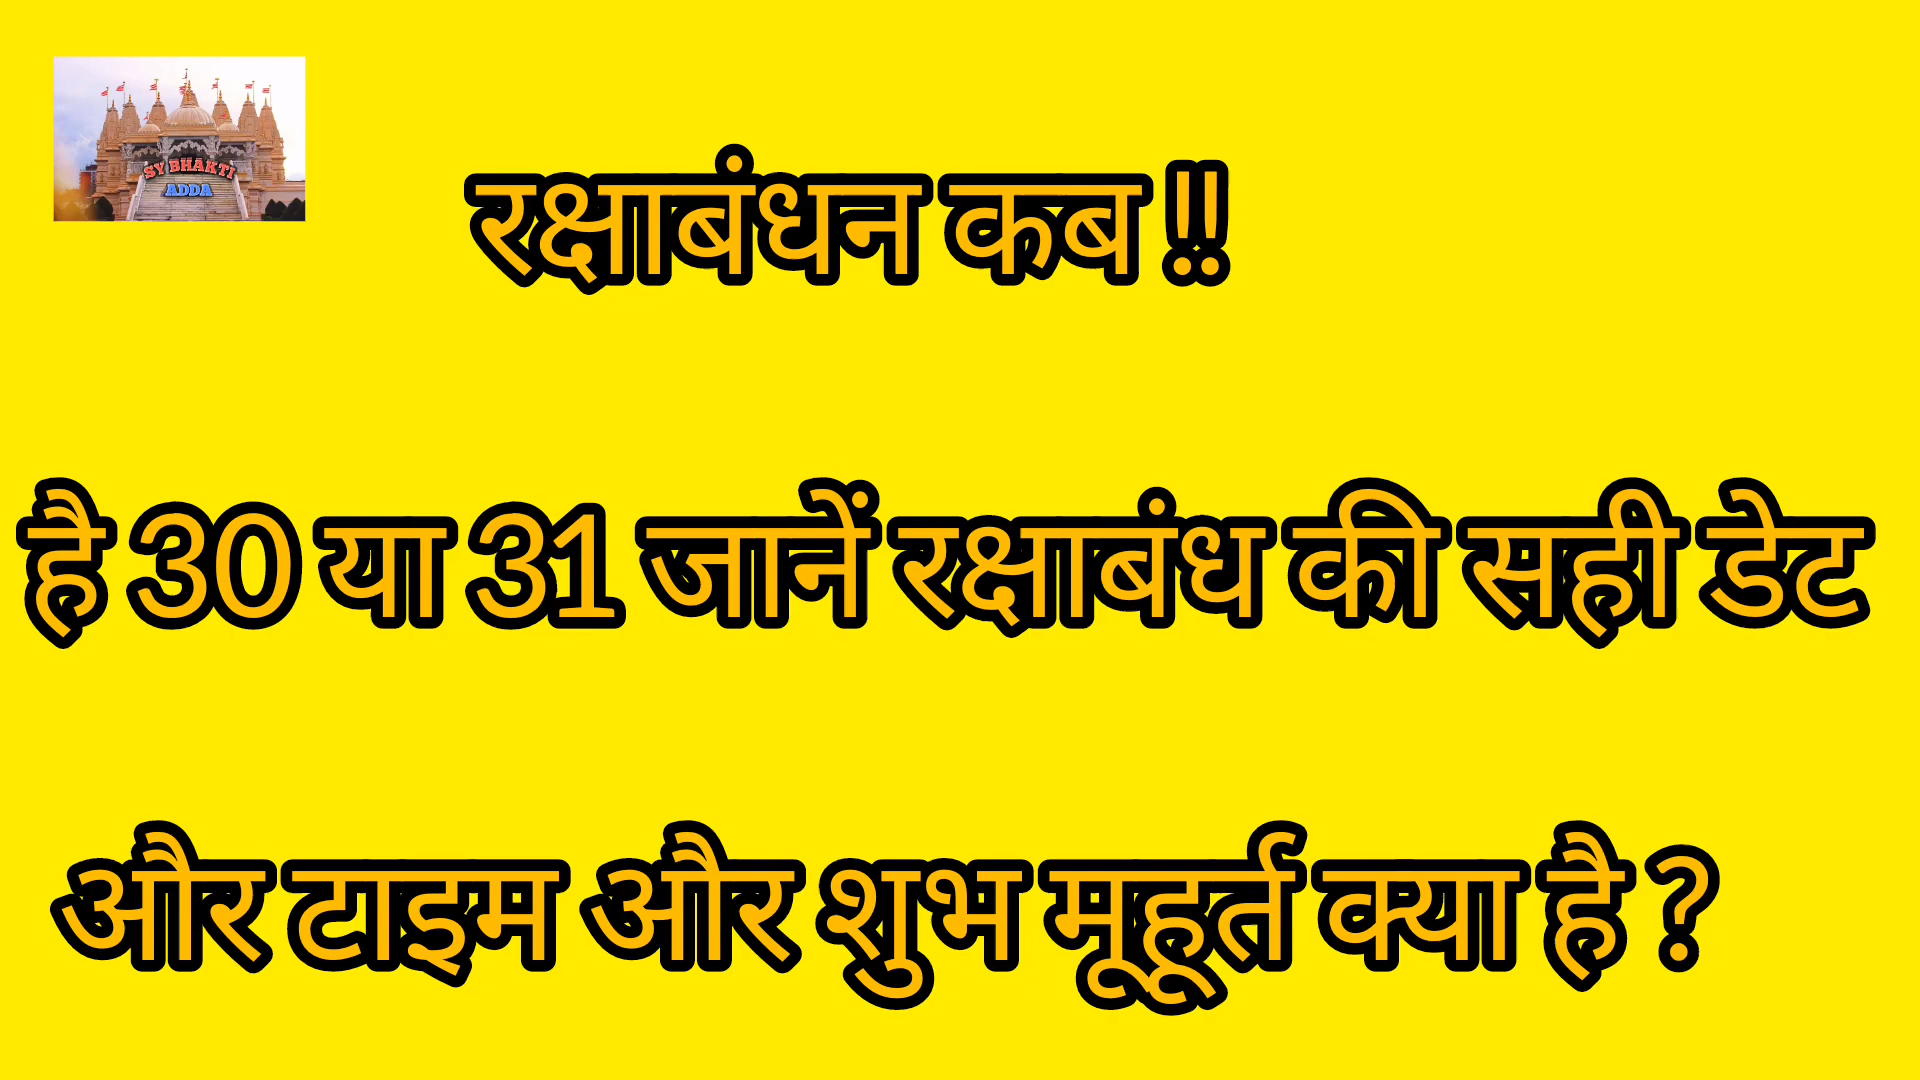 SY BHAKTI
ADDA
रक्षाबंधन कब !!
है 30 या 31 जानें रक्षाबंध की सही डेट
और टाइम और शुभ मूहूर्त क्या है ?